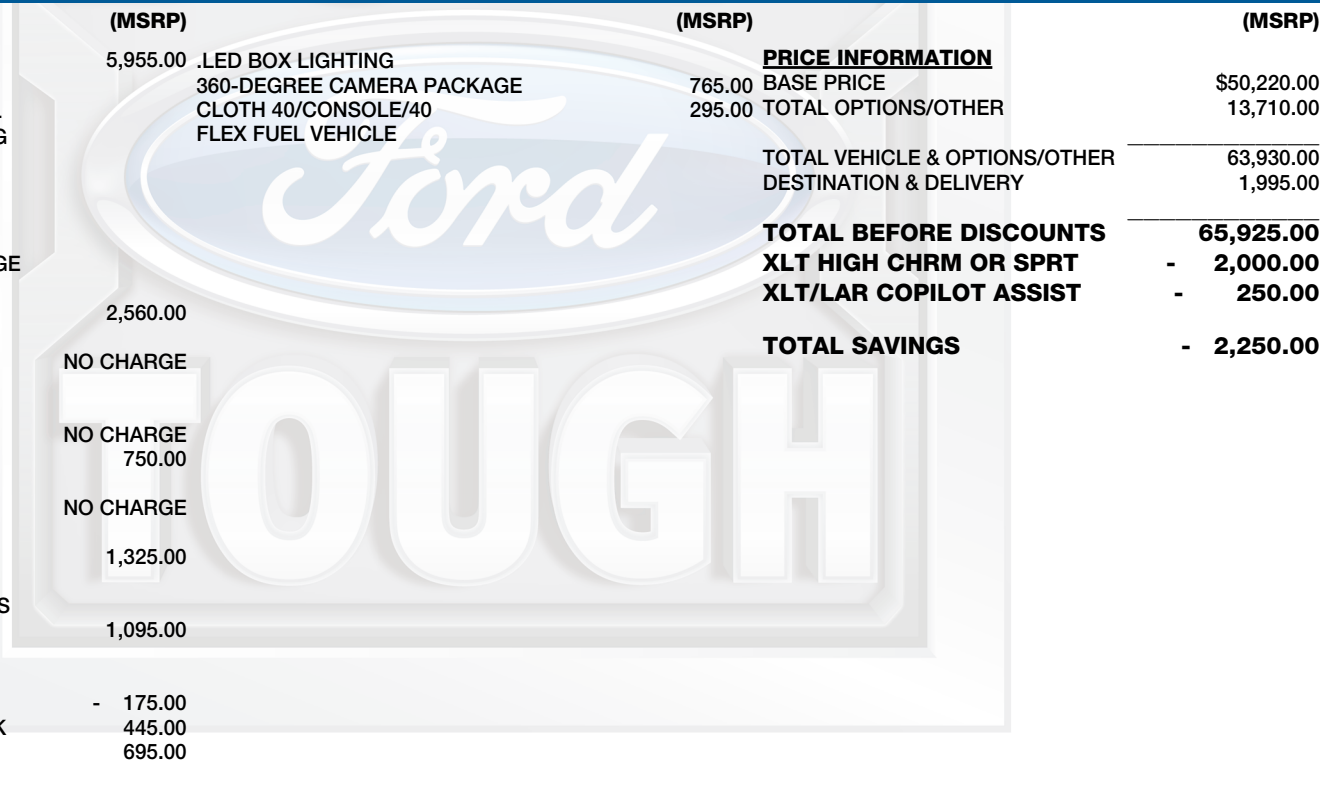 (MSRP)
5,955.00
G
GE
2,560.00
NO CHARGE
NO CHARGE
750.00
NO CHARGE
1,325.00
S
1,095.00
- 175.00
K 445.00
695.00
(MSRP)
.LED BOX LIGHTING
360-DEGREE CAMERA PACKAGE 765.00
CLOTH 40/CONSOLE/40 295.00
FLEX FUEL VEHICLE
(MSRP)
PRICE INFORMATION
BASE PRICE $50,220.00
TOTAL OPTIONS/OTHER 13,710.00
TOTAL VEHICLE & OPTIONS/OTHER 63,930.00
DESTINATION & DELIVERY 1,995.00
TOTAL BEFORE DISCOUNTS 65,925.00
XLT HIGH CHRM OR SPRT - 2,000.00
XLT/LAR COPILOT ASSIST - 250.00
TOTAL SAVINGS - 2,250.00
Ford
TOUGH